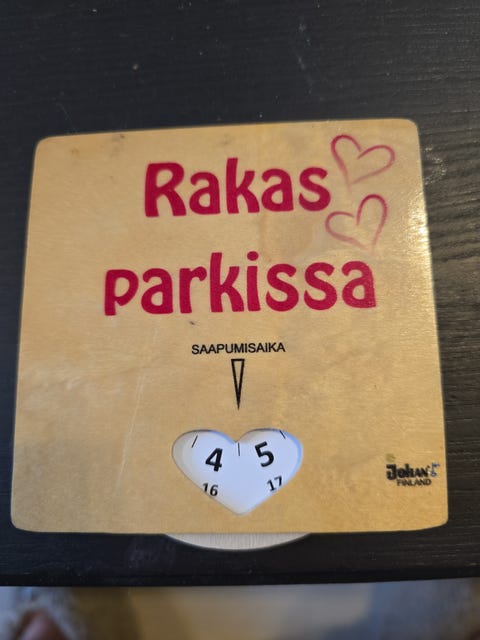 Rakas
parkissa
SAAPUMISAIKA
4 5
16 17
JOHAN
FINLAND